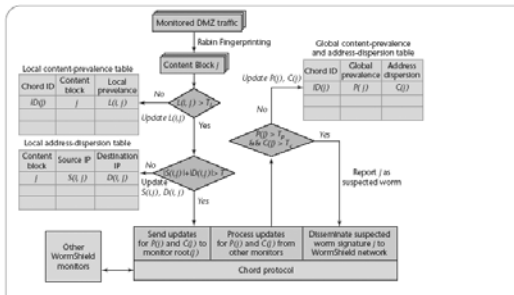 Monitored DMZ traffic
Rabin Fingerprinting
Content Block j
Local content-prevalence table
Chord ID
Content block
Local prevelance
ID(j)
j
L(i, j)
No
L(i, j) > T
Update L(i,j)
Yes
Local address-dispersion table
Content block
Source IP
Destination IP
j
S(i, j)
D(i, j)
No
Update
S(i,j), D(i, j)
|S(i,j)|+|D(i,j)|>
Yes
Global content-prevalence
and address-dispersion table
Update P(j), C(j)
Chord ID
Global prevalence
Address dispersion
ID(j)
P( j)
C(j)
No
P(j) > Tp
&& C(j) > Tc
Yes
Report j as
suspected worm
Other
WormShield
monitors
Send updates
for P(j) and C(j) to
monitor root(j)
Process updates
for P(j) and C(j) from
other monitors
Disseminate suspected
worm signature j to
WormShield network
Chord protocol